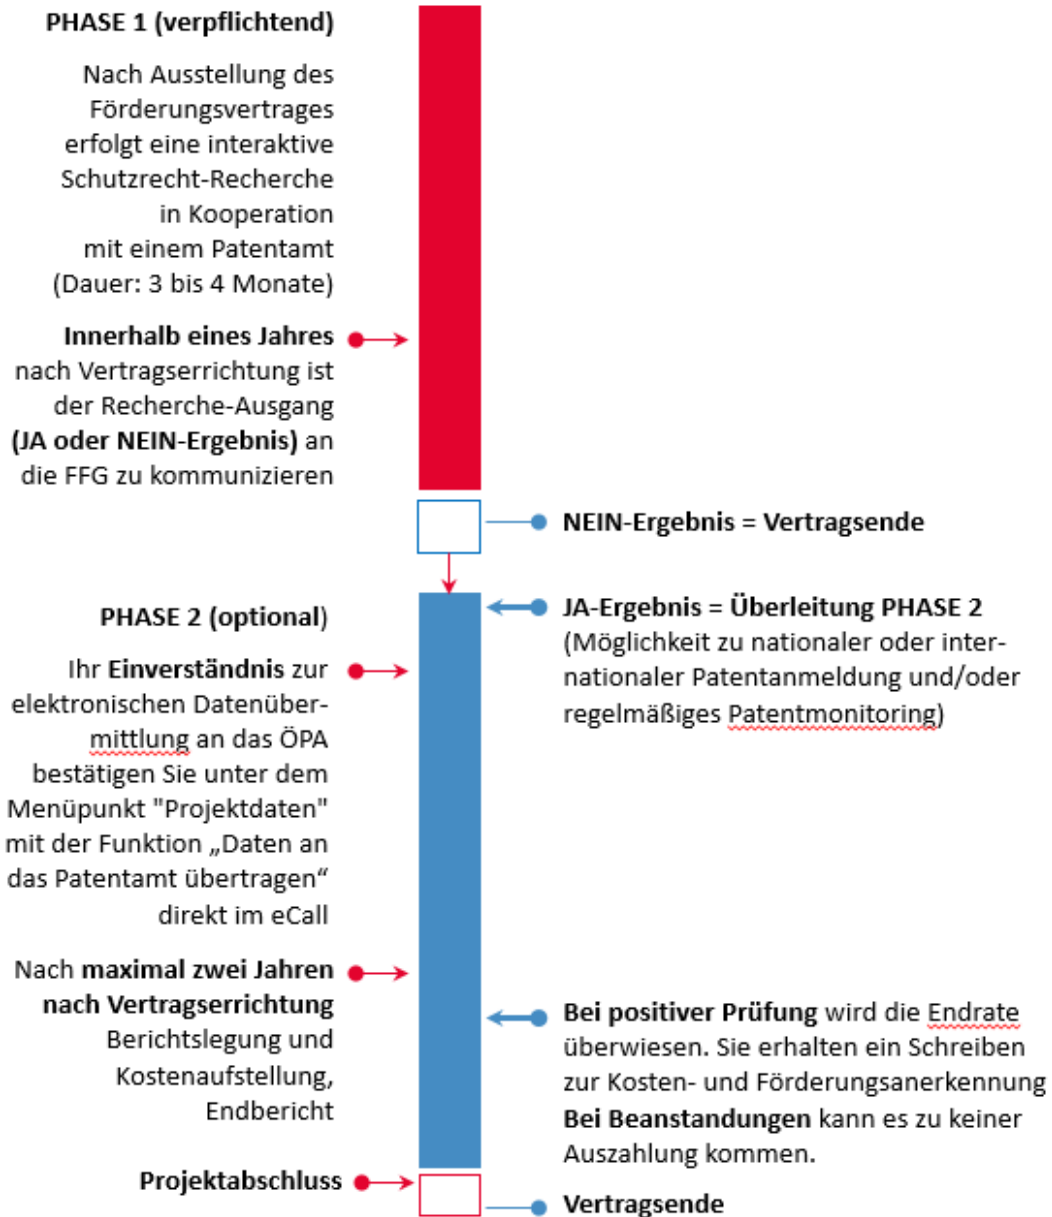 PHASE 1 (verpflichtend)
Nach Ausstellung des
Förderungsvertrages
erfolgt eine interaktive
Schutzrecht-Recherche
in Kooperation
mit einem Patentamt
(Dauer: 3 bis 4 Monate)
Innerhalb eines Jahres
nach Vertragserrichtung ist
der Recherche-Ausgang
(JA oder NEIN-Ergebnis) an
die FFG zu kommunizieren
NEIN-Ergebnis = Vertragsende
JA-Ergebnis = Überleitung PHASE 2
(Möglichkeit zu nationaler oder inter-
nationaler Patentanmeldung und/oder
regelmäßiges Patentmonitoring)
PHASE 2 (optional)
Ihr Einverständnis zur
elektronischen Datenüber-
mittlung an das ÖPA
bestätigen Sie unter dem
Menüpunkt "Projektdaten"
mit der Funktion „Daten an
das Patentamt übertragen“
direkt im eCall
Nach maximal zwei Jahren
nach Vertragserrichtung
Berichtslegung und
Kostenaufstellung,
Endbericht
Bei positiver Prüfung wird die Endrate
überwiesen. Sie erhalten ein Schreiben
zur Kosten- und Förderungsanerkennung
Bei Beanstandungen kann es zu keiner
Auszahlung kommen.
Projektabschluss
Vertragsende